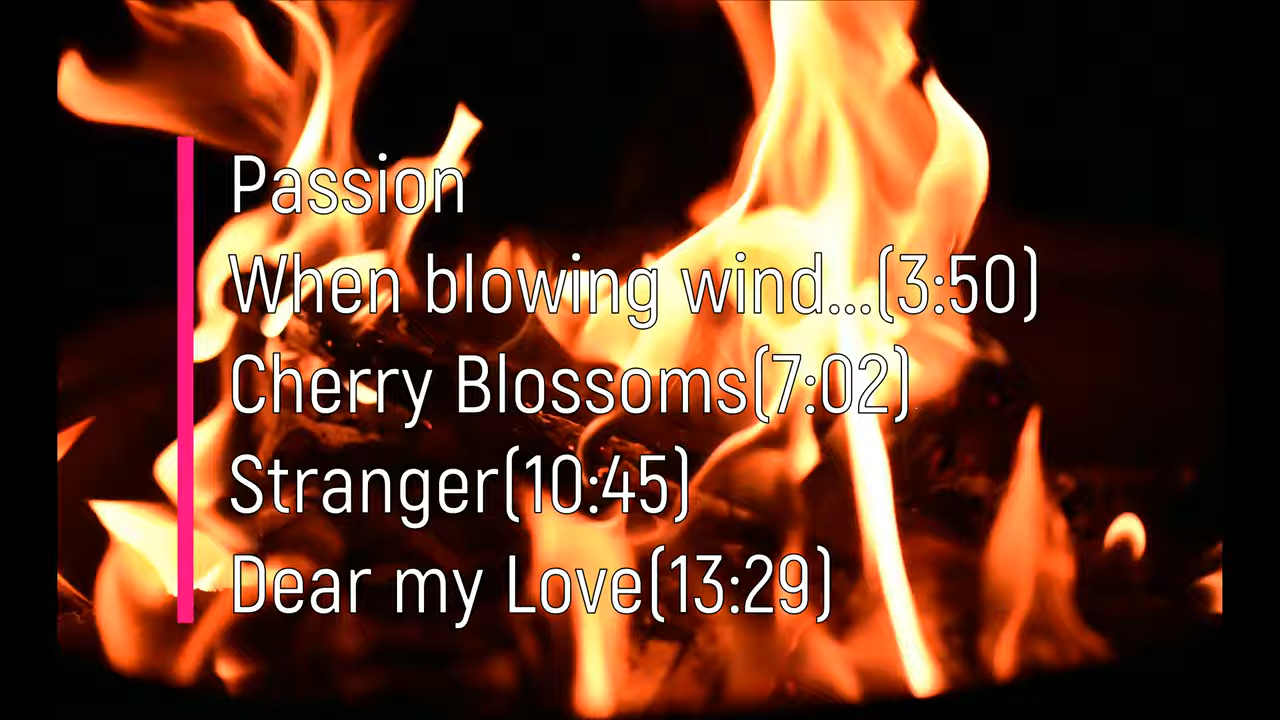 Passion
When blowing wind...(3:50)
Cherry Blossoms(7:02)
Stranger(10:45)
Dear my Love(13:29)